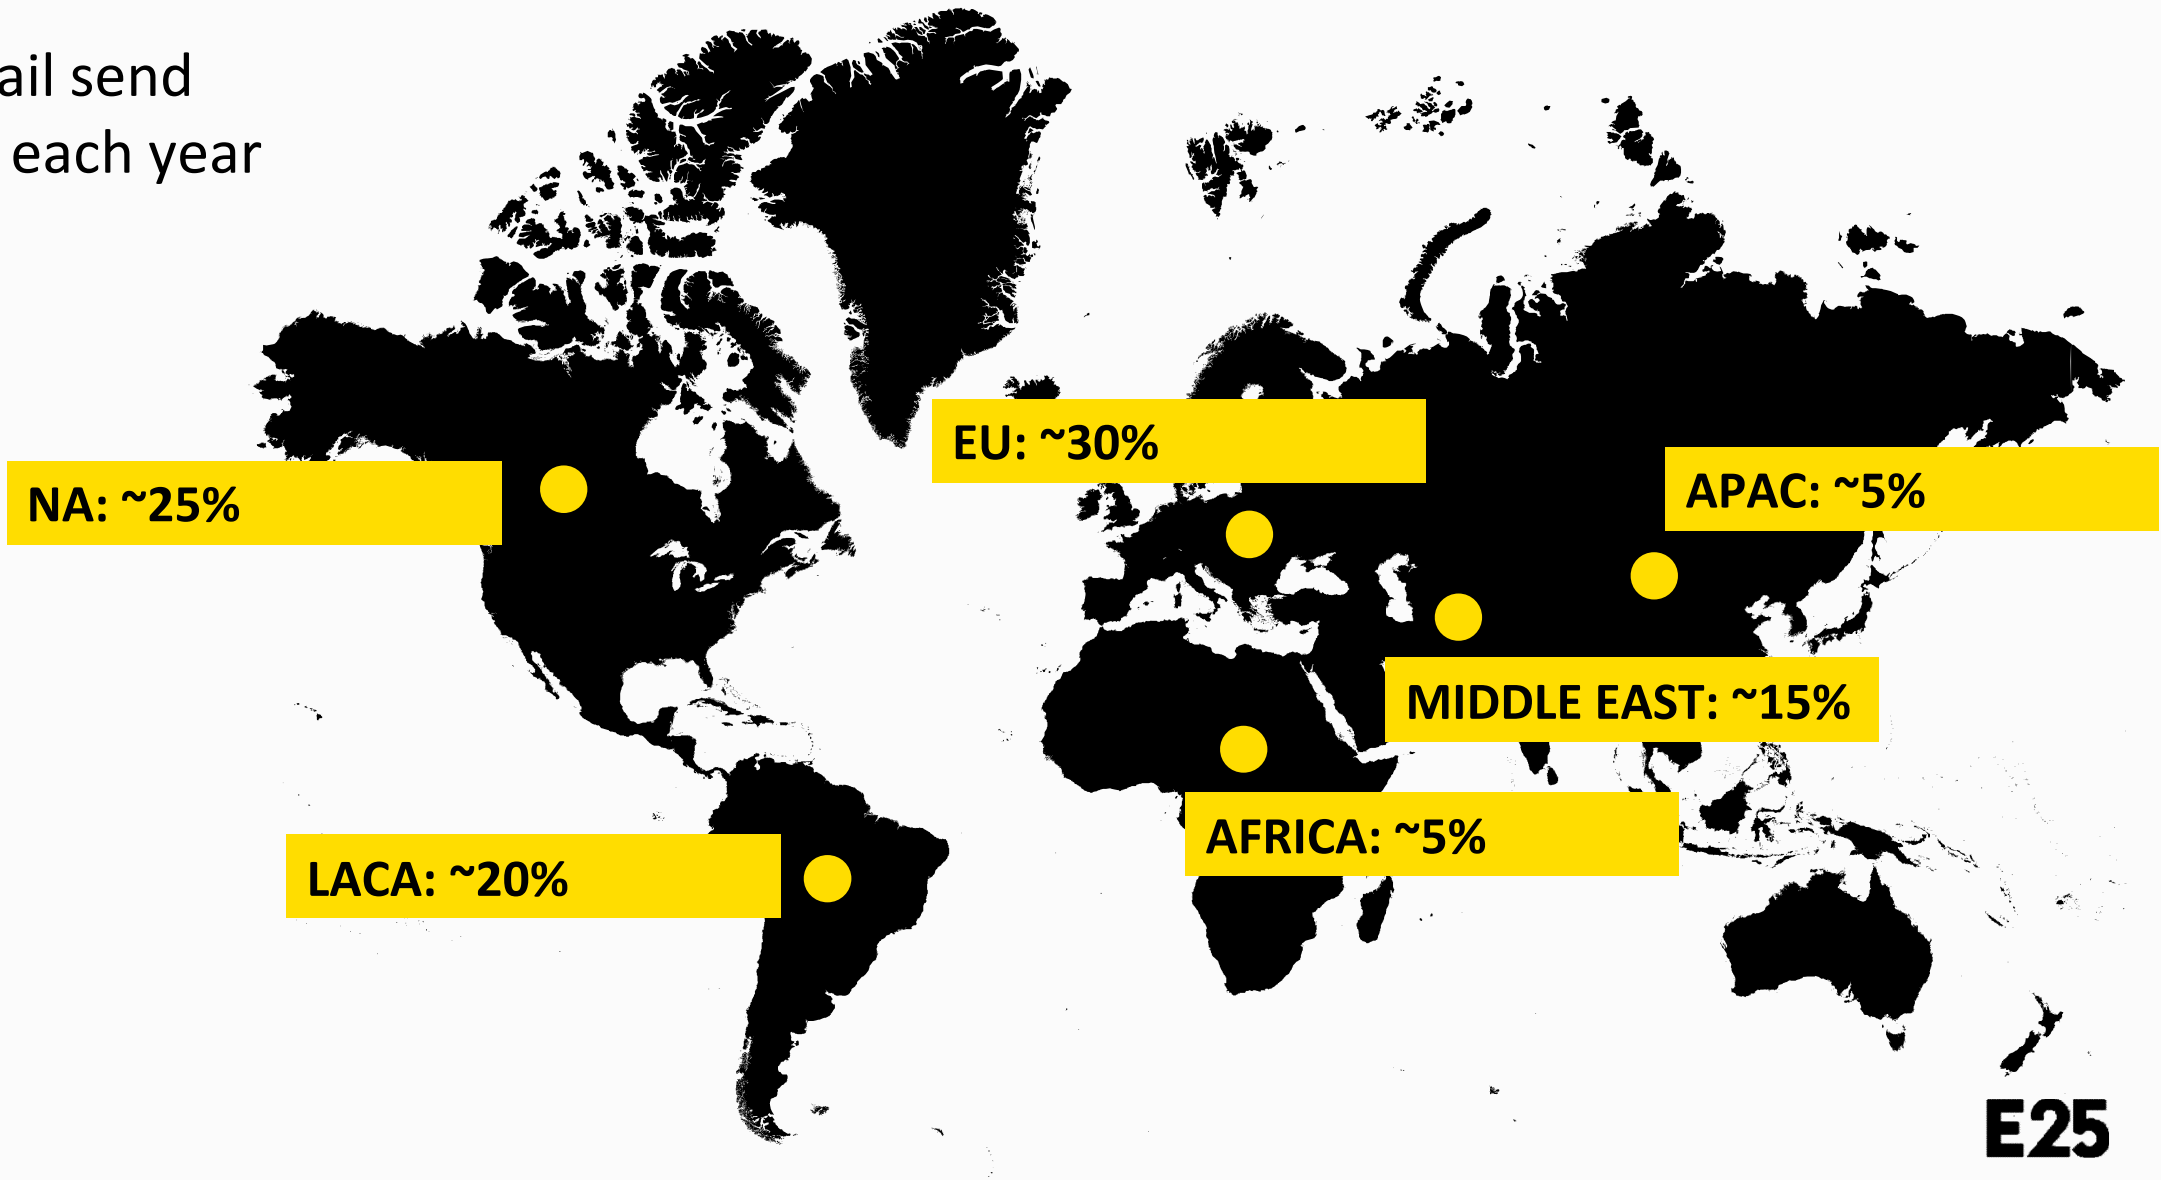 ail send
each year
EU: ~30%
NA: ~25%
APAC: ~5%
MIDDLE EAST: ~15%
AFRICA: ~5%
LACA: ~20%
E25